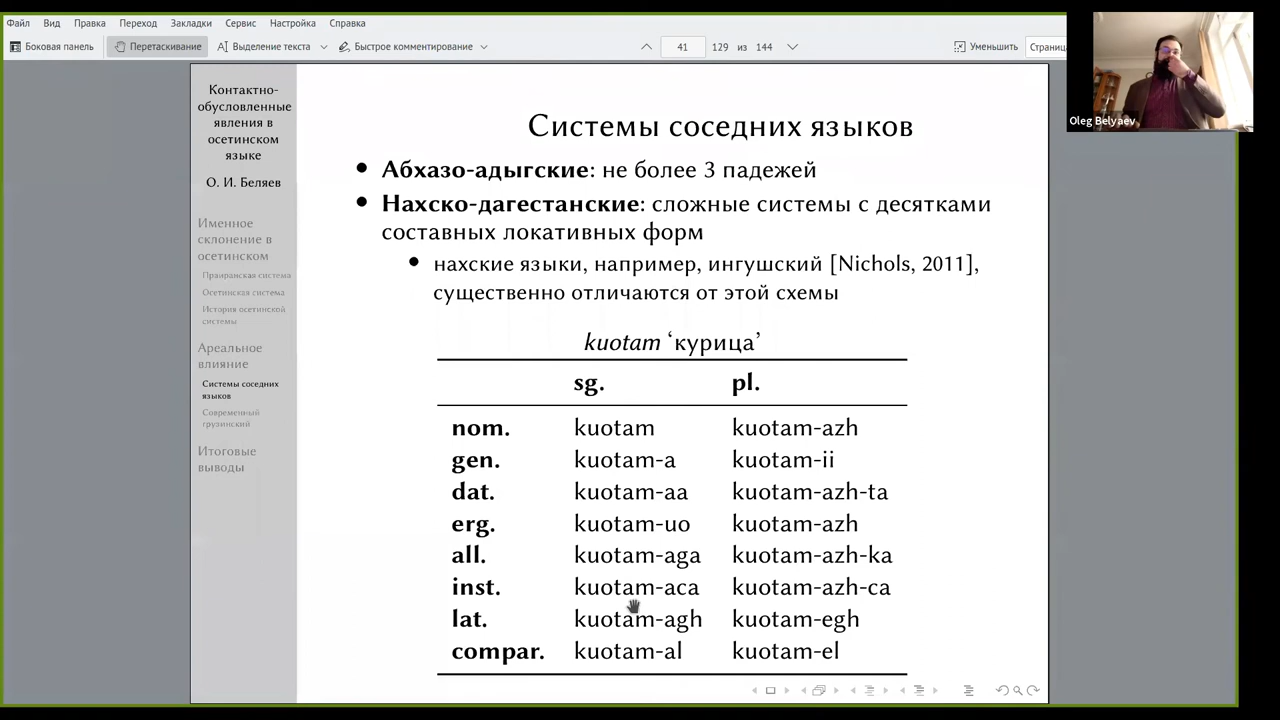 Файл Вид Правка Переход Закладки Сервис Настройка Справка
Боковая панель Перетаскивание Выделение текста Быстрое комментирование 41 129 из 144 Уменьшить Страница
Oleg Belyaev
Контактно-
обусловленные
явления в
осетинском
языке
О. И. Беляев
Именное
склонение в
осетинском
Праиранская система
Осетинская система
История осетинской
системы
Ареальное
влияние
Системы соседних
языков
Современный
грузинский
Итоговые
выводы
Системы соседних языков
• Абхазо-адыгские: не более 3 падежей
• Нахско-дагестанские: сложные системы с десятками
составных локативных форм
• нахские языки, например, ингушский [Nichols, 2011],
существенно отличаются от этой схемы
kuotam ‘курица’
sg. pl.
nom. kuotam kuotam-azh
gen. kuotam-a kuotam-ii
dat. kuotam-aa kuotam-azh-ta
erg. kuotam-uo kuotam-azh
all. kuotam-aga kuotam-azh-ka
inst. kuotam-aca kuotam-azh-ca
lat. kuotam-agh kuotam-egh
compar. kuotam-al kuotam-el